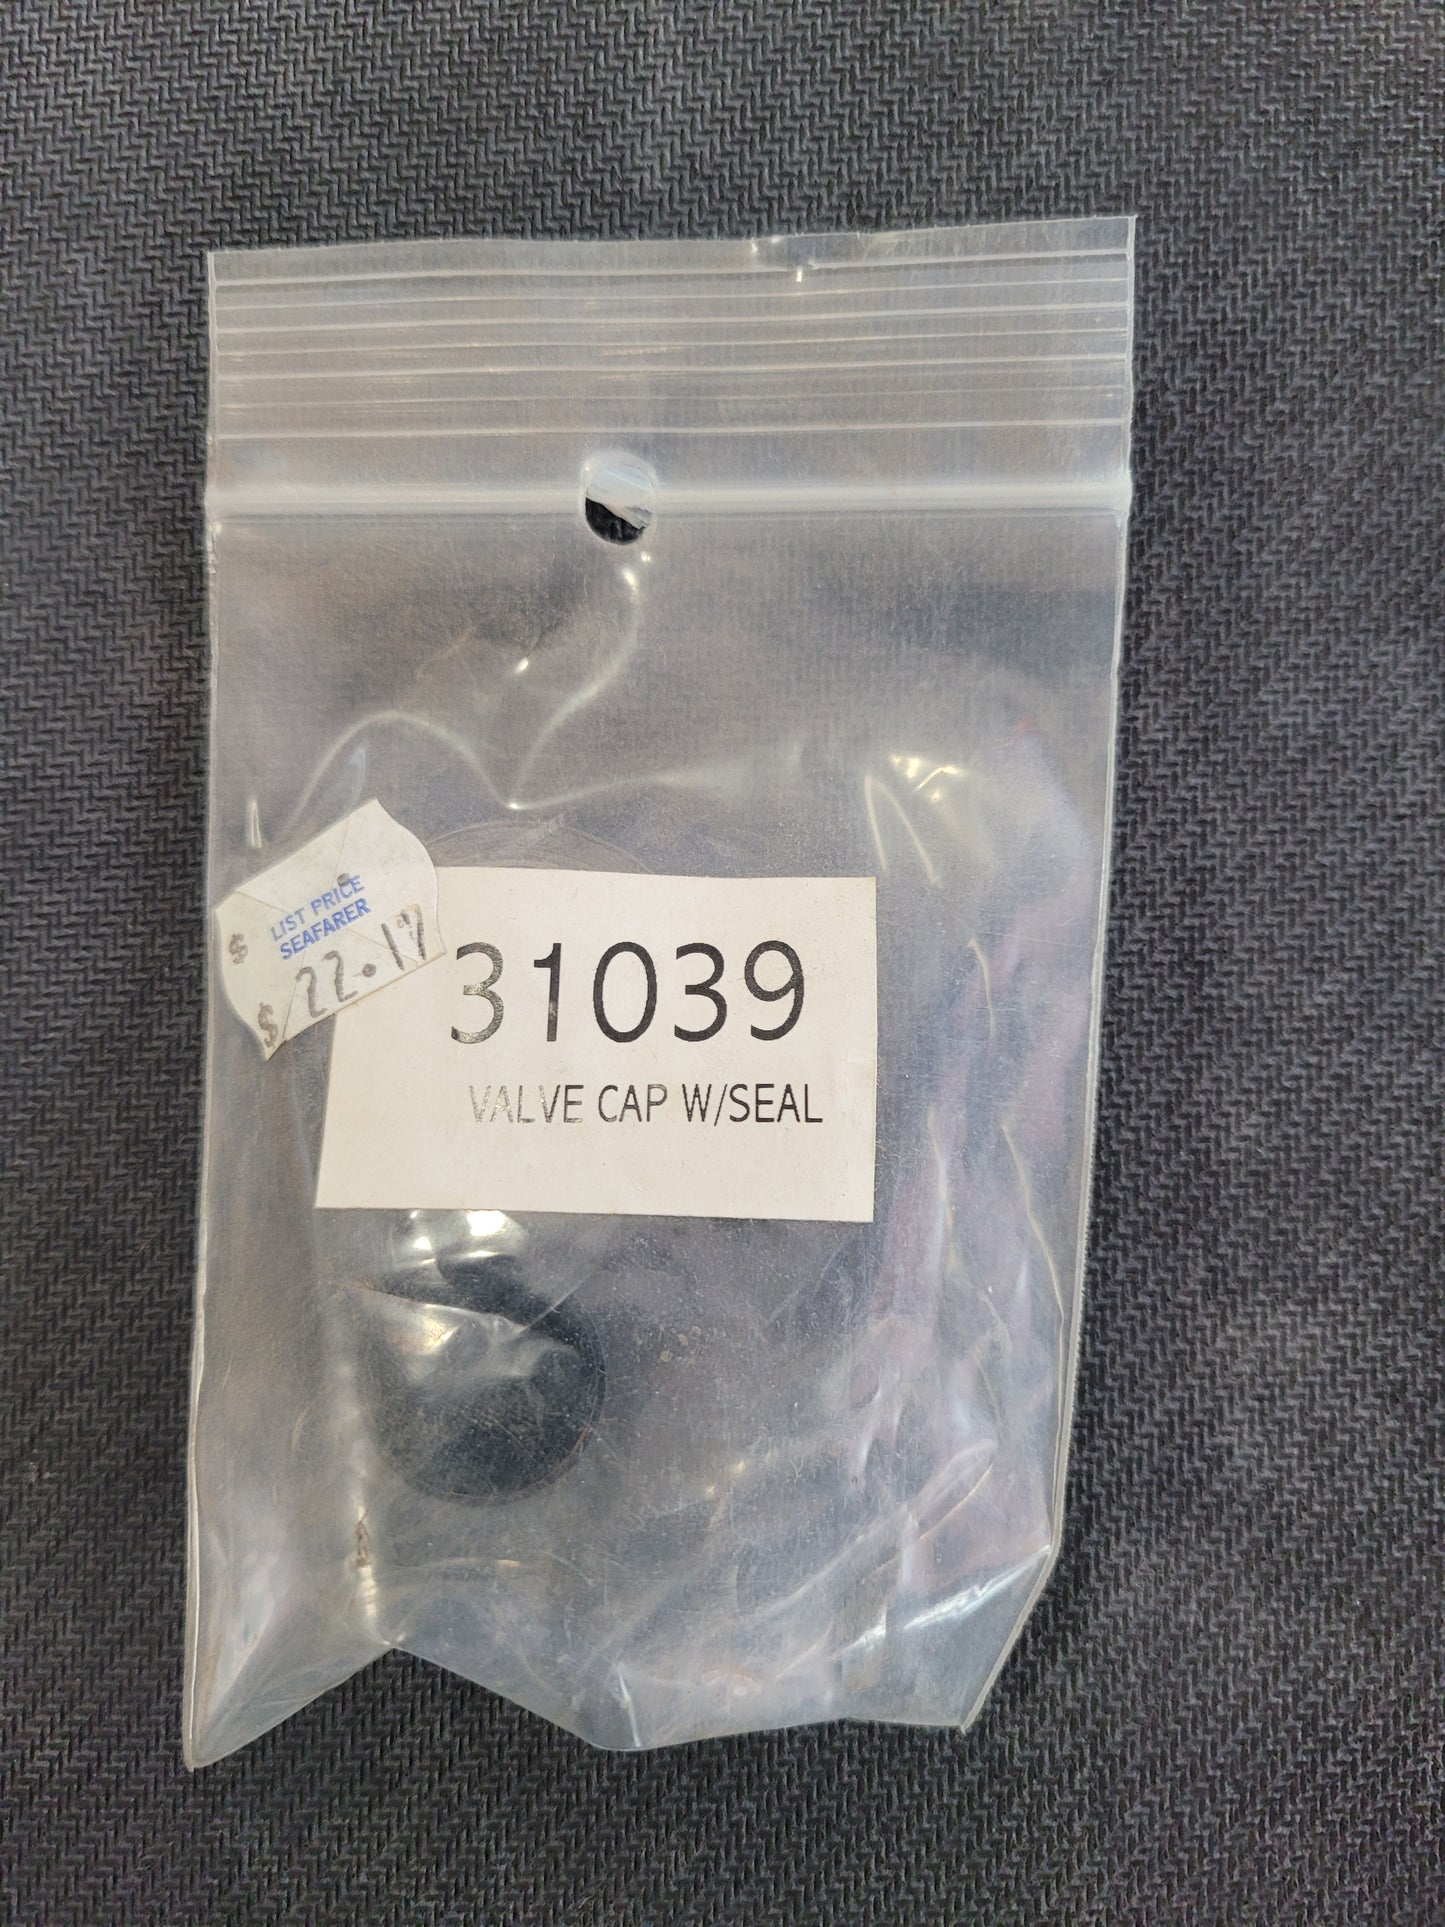 LIST PRICE
SEAFARER
$
$ 22.17
31039
VALVE CAP W/SEAL